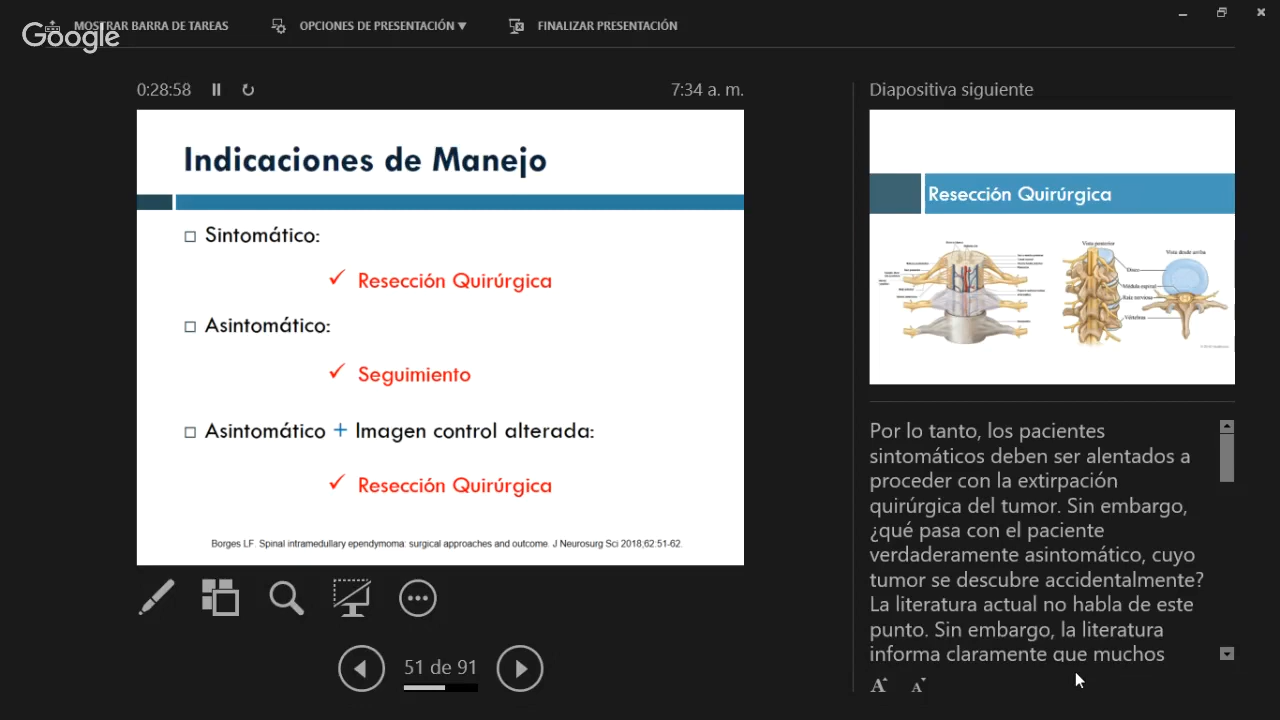 MOSTRAR BARRA DE TAREAS
OPCIONES DE PRESENTACIÓN ▼
FINALIZAR PRESENTACIÓN
Google
0:28:58
7:34 a. m.
Indicaciones de Manejo
Sintomático:
✓ Resección Quirúrgica
Asintomático:
✓ Seguimiento
Asintomático + Imagen control alterada:
✓ Resección Quirúrgica
Borges LF. Spinal intramedullary ependymoma: surgical approaches and outcome. J Neurosurg Sci 2018;62:51-62.
51 de 91
Diapositiva siguiente
Resección Quirúrgica
Vista posterior
Vista desde arriba
Disco
Médula espinal
Raíz nerviosa
Vértebras
Por lo tanto, los pacientes
sintomáticos deben ser alentados a
proceder con la extirpación
quirúrgica del tumor. Sin embargo,
¿qué pasa con el paciente
verdaderamente asintomático, cuyo
tumor se descubre accidentalmente?
La literatura actual no habla de este
punto. Sin embargo, la literatura
informa claramente que muchos
A A